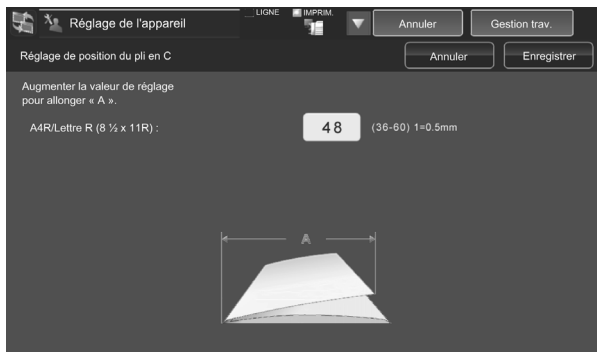 LIGNE
IMPRIM.
Réglage de l'appareil
Annuler
Gestion trav.
Réglage de position du pli en C
Annuler
Enregistrer
Augmenter la valeur de réglage
pour allonger « A ».
A4R/Lettre R (8 ½ x 11R) :
48
(36-60) 1=0.5mm
A